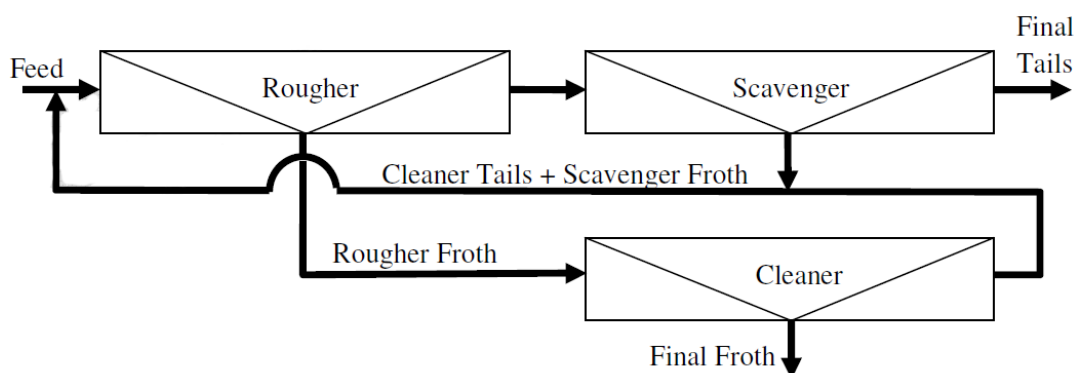 Feed
Rougher
Scavenger
Final
Tails
Cleaner Tails + Scavenger Froth
Rougher Froth
Cleaner
Final Froth